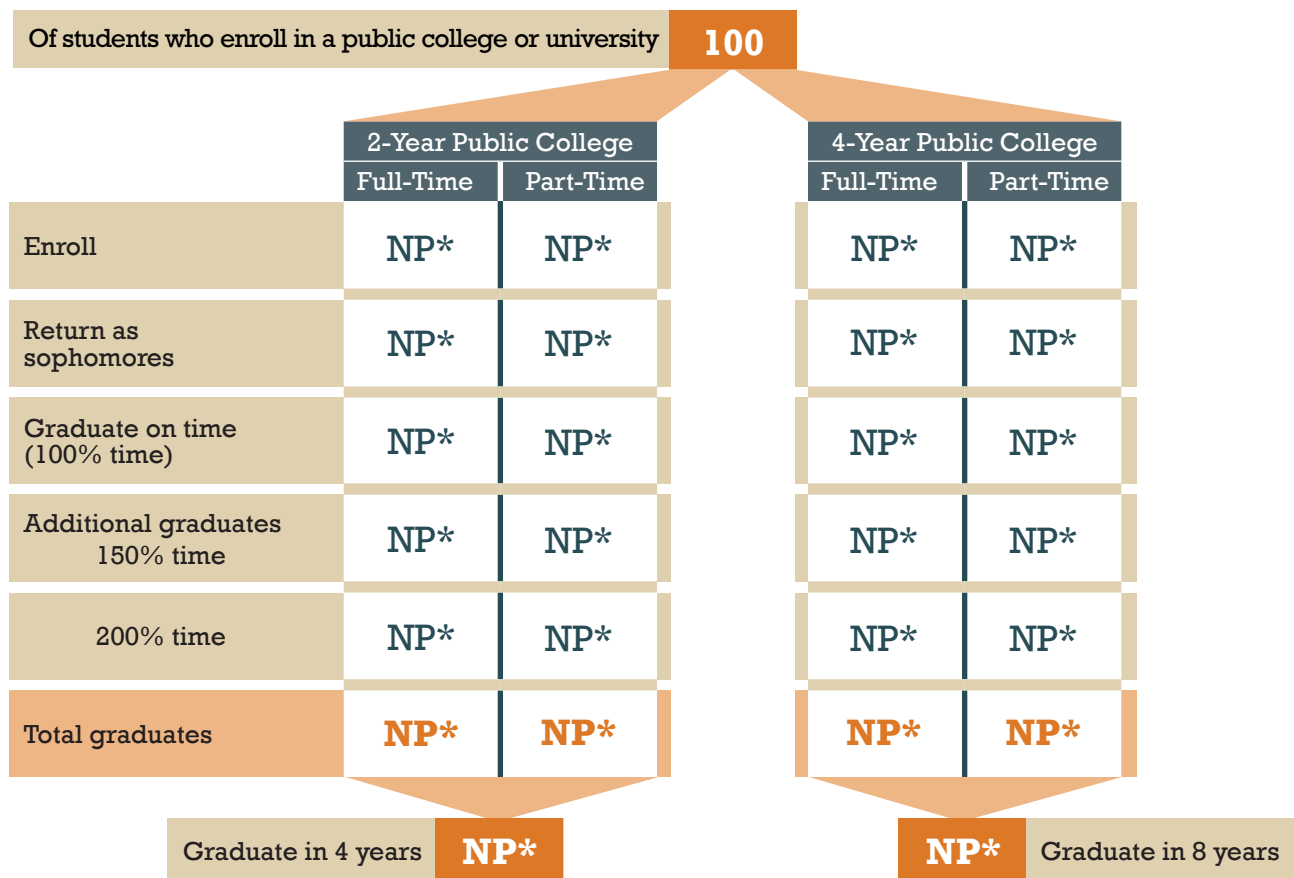 Of students who enroll in a public college or university 100
2-Year Public College 4-Year Public College
Full-Time Part-Time Full-Time Part-Time
Enroll NP* NP* NP* NP*
Return as
sophomores NP* NP* NP* NP*
Graduate on time
(100% time) NP* NP* NP* NP*
Additional graduates
150% time NP* NP* NP* NP*
200% time NP* NP* NP* NP*
Total graduates NP* NP* NP* NP*
Graduate in 4 years NP* NP* Graduate in 8 years